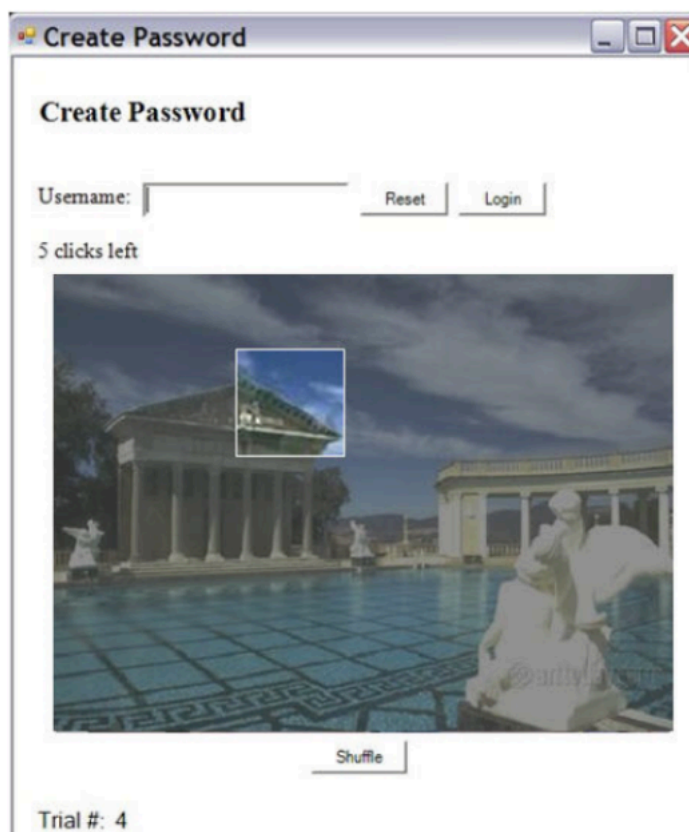 Create Password
Create Password
Username: Reset Login
5 clicks left
Shuffle
Trial #: 4